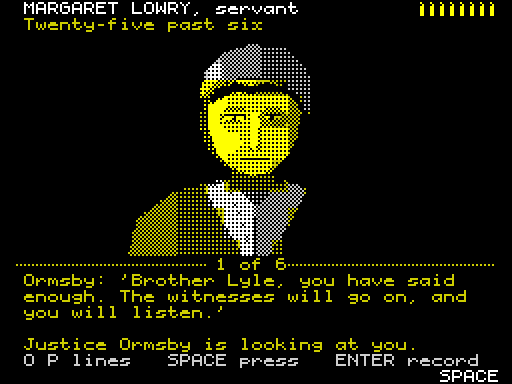 MARGARET LOWRY, servant
Twenty-five past six
1 of 6
Ormsby: 'Brother Lyle, you have said
enough. The witnesses will go on, and
you will listen.'
Justice Ormsby is looking at you.
O P lines   SPACE press   ENTER record
SPACE